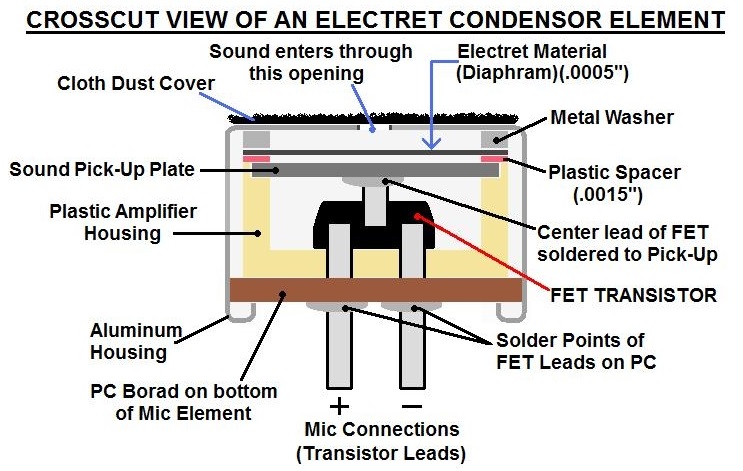 CROSSCUT VIEW OF AN ELECTRET CONDENSOR ELEMENT
Sound enters through
this opening
Electret Material
(Diaphram)(.0005")
Cloth Dust Cover
Metal Washer
Sound Pick-Up Plate
Plastic Spacer
(.0015")
Plastic Amplifier
Housing
Center lead of FET
soldered to Pick-Up
FET TRANSISTOR
Aluminum
Housing
Solder Points of
FET Leads on PC
PC Borad on bottom
of Mic Element
+ −
Mic Connections
(Transistor Leads)